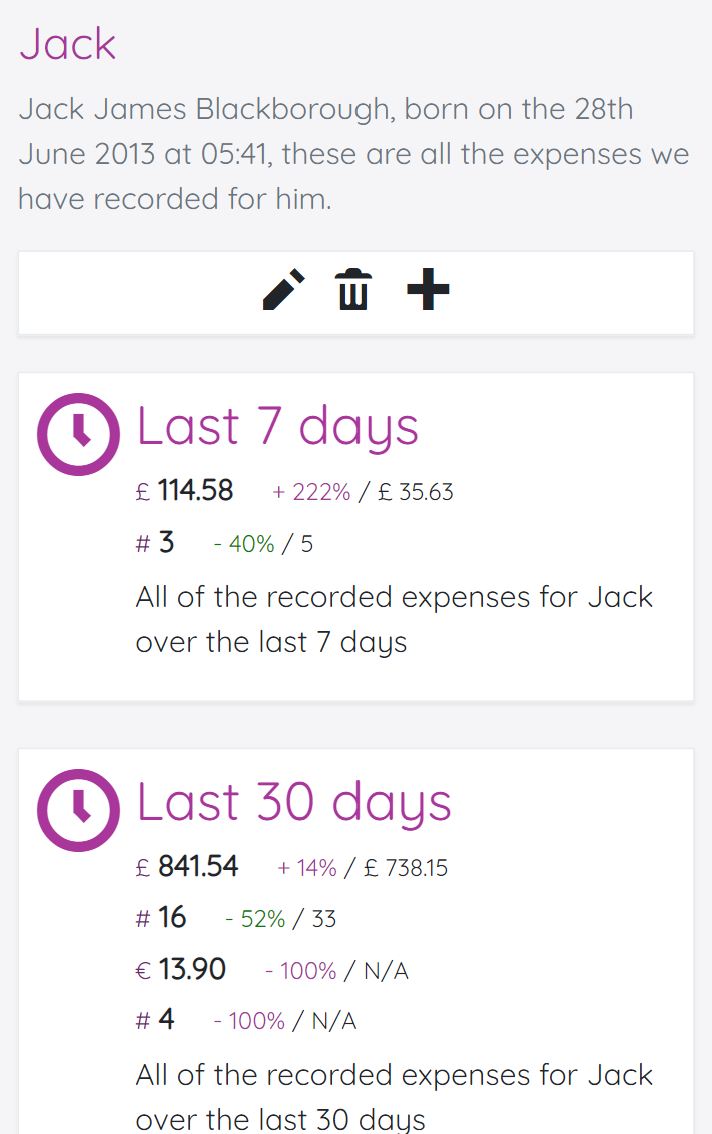 Jack
Jack James Blackborough, born on the 28th
June 2013 at 05:41, these are all the expenses we
have recorded for him.
Last 7 days
£ 114.58 + 222% / £ 35.63
# 3 - 40% / 5
All of the recorded expenses for Jack
over the last 7 days
Last 30 days
£ 841.54 + 14% / £ 738.15
# 16 - 52% / 33
€ 13.90 - 100% / N/A
# 4 - 100% / N/A
All of the recorded expenses for Jack
over the last 30 days